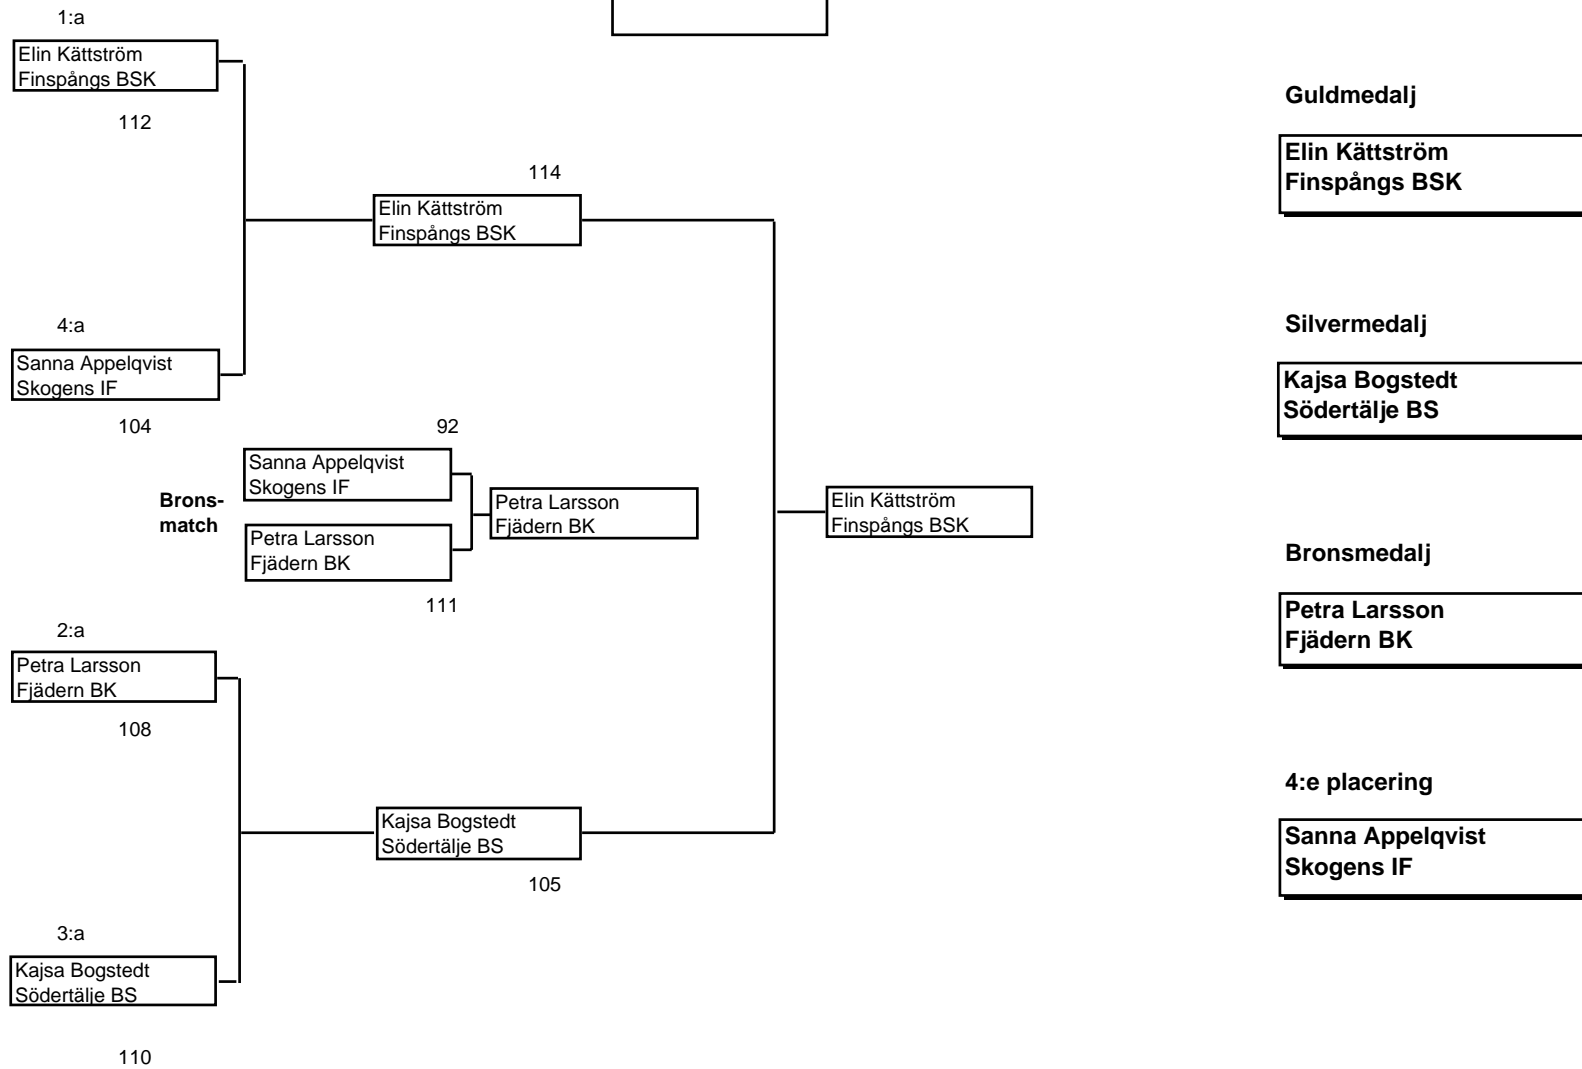 1:a
Elin Kättström
Finspångs BSK
112
114
Elin Kättström
Finspångs BSK
4:a
Sanna Appelqvist
Skogens IF
104
92
Sanna Appelqvist
Skogens IF
Brons-
match
Petra Larsson
Fjädern BK
Petra Larsson
Fjädern BK
111
Elin Kättström
Finspångs BSK
2:a
Petra Larsson
Fjädern BK
108
Kajsa Bogstedt
Södertälje BS
105
3:a
Kajsa Bogstedt
Södertälje BS
110
Guldmedalj
Elin Kättström
Finspångs BSK
Silvermedalj
Kajsa Bogstedt
Södertälje BS
Bronsmedalj
Petra Larsson
Fjädern BK
4:e placering
Sanna Appelqvist
Skogens IF